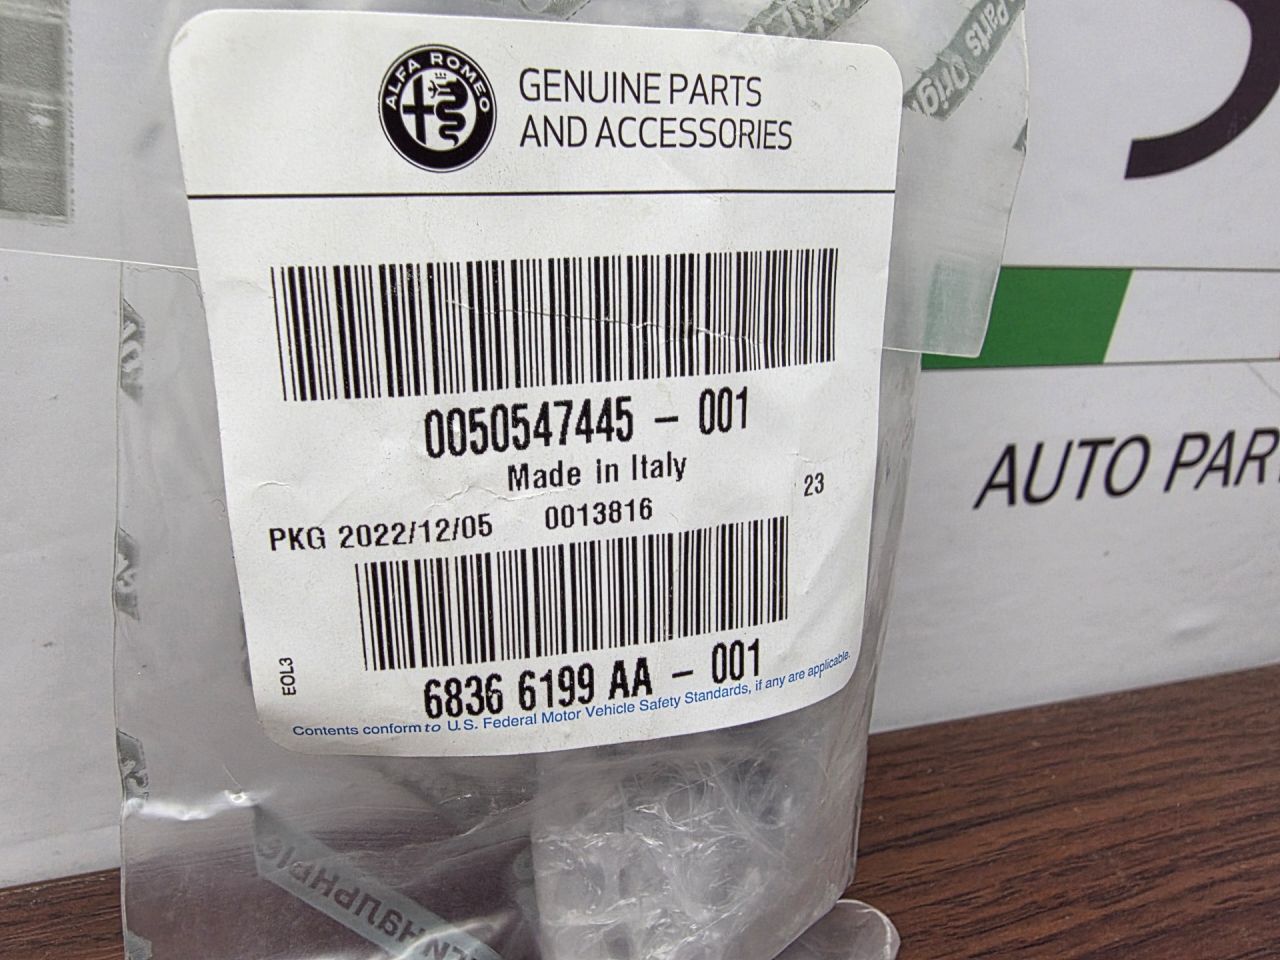 ALFA ROMEO
GENUINE PARTS
AND ACCESSORIES
0050547445 - 001
Made in Italy
PKG 2022/12/05 0013816
23
6836 6199 AA - 001
EOL3
Contents conform to U.S. Federal Motor Vehicle Safety Standards, if any are applicable.
Parts
AUTO PAR